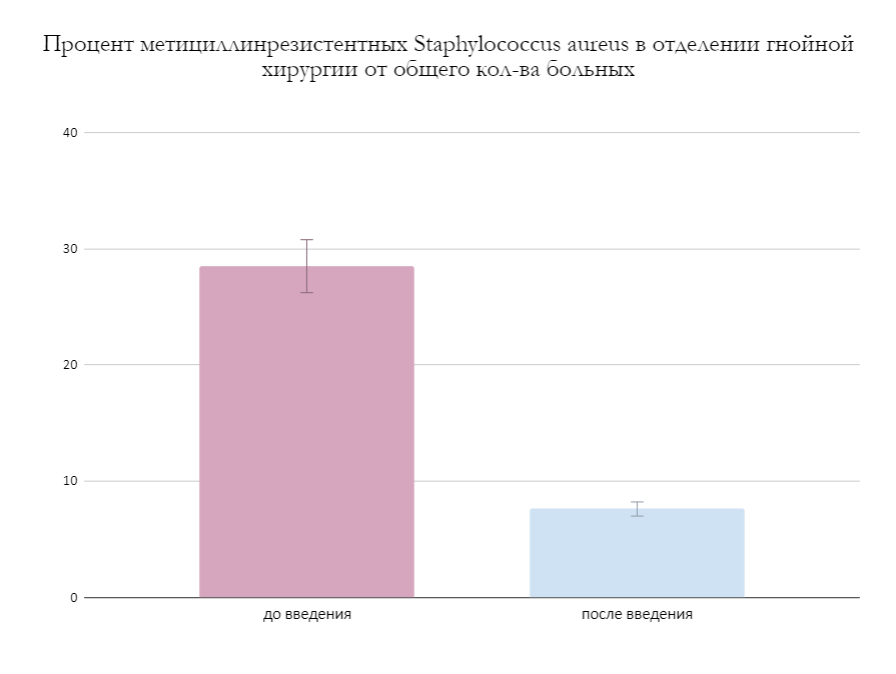 Процент метициллинрезистентных Staphylococcus aureus в отделении гнойной
хирургии от общего кол-ва больных
40
30
20
10
0
до введения
после введения